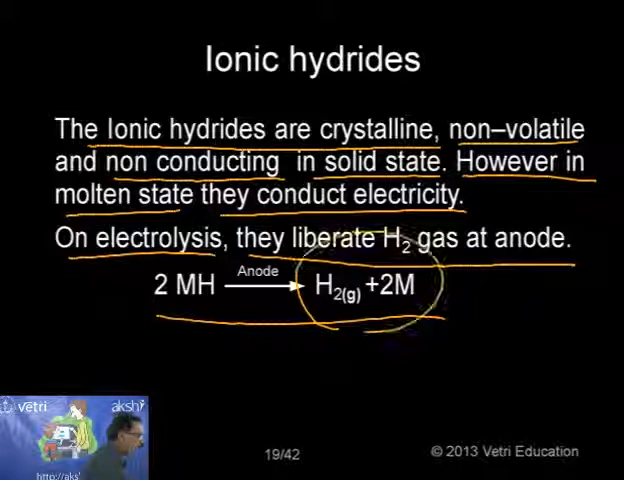 Ionic hydrides
The Ionic hydrides are crystalline, non–volatile
and non conducting in solid state. However in
molten state they conduct electricity.
On electrolysis, they liberate H₂ gas at anode.
Anode
2 MH ⟶ H₂₍g₎ +2M
vetri
akshi
http://aks
19/42
© 2013 Vetri Education